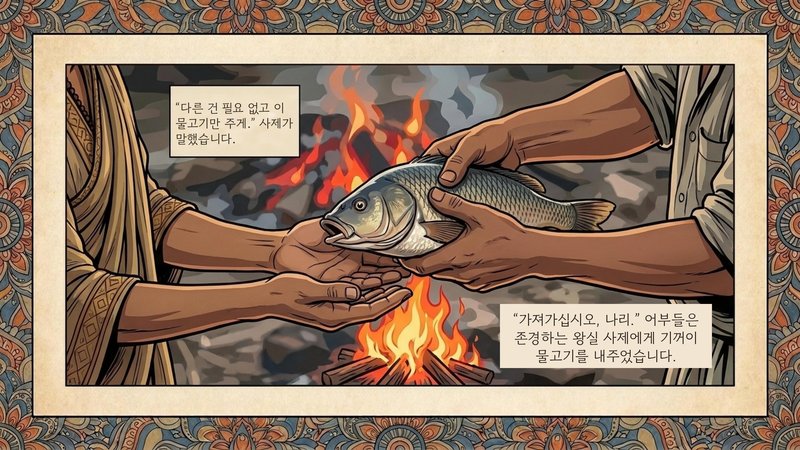 “다른 건 필요 없고 이
물고기만 주게.” 사제가
말했습니다.
“가져가십시오, 나리.” 어부들은
존경하는 왕실 사제에게 기꺼이
물고기를 내주었습니다.